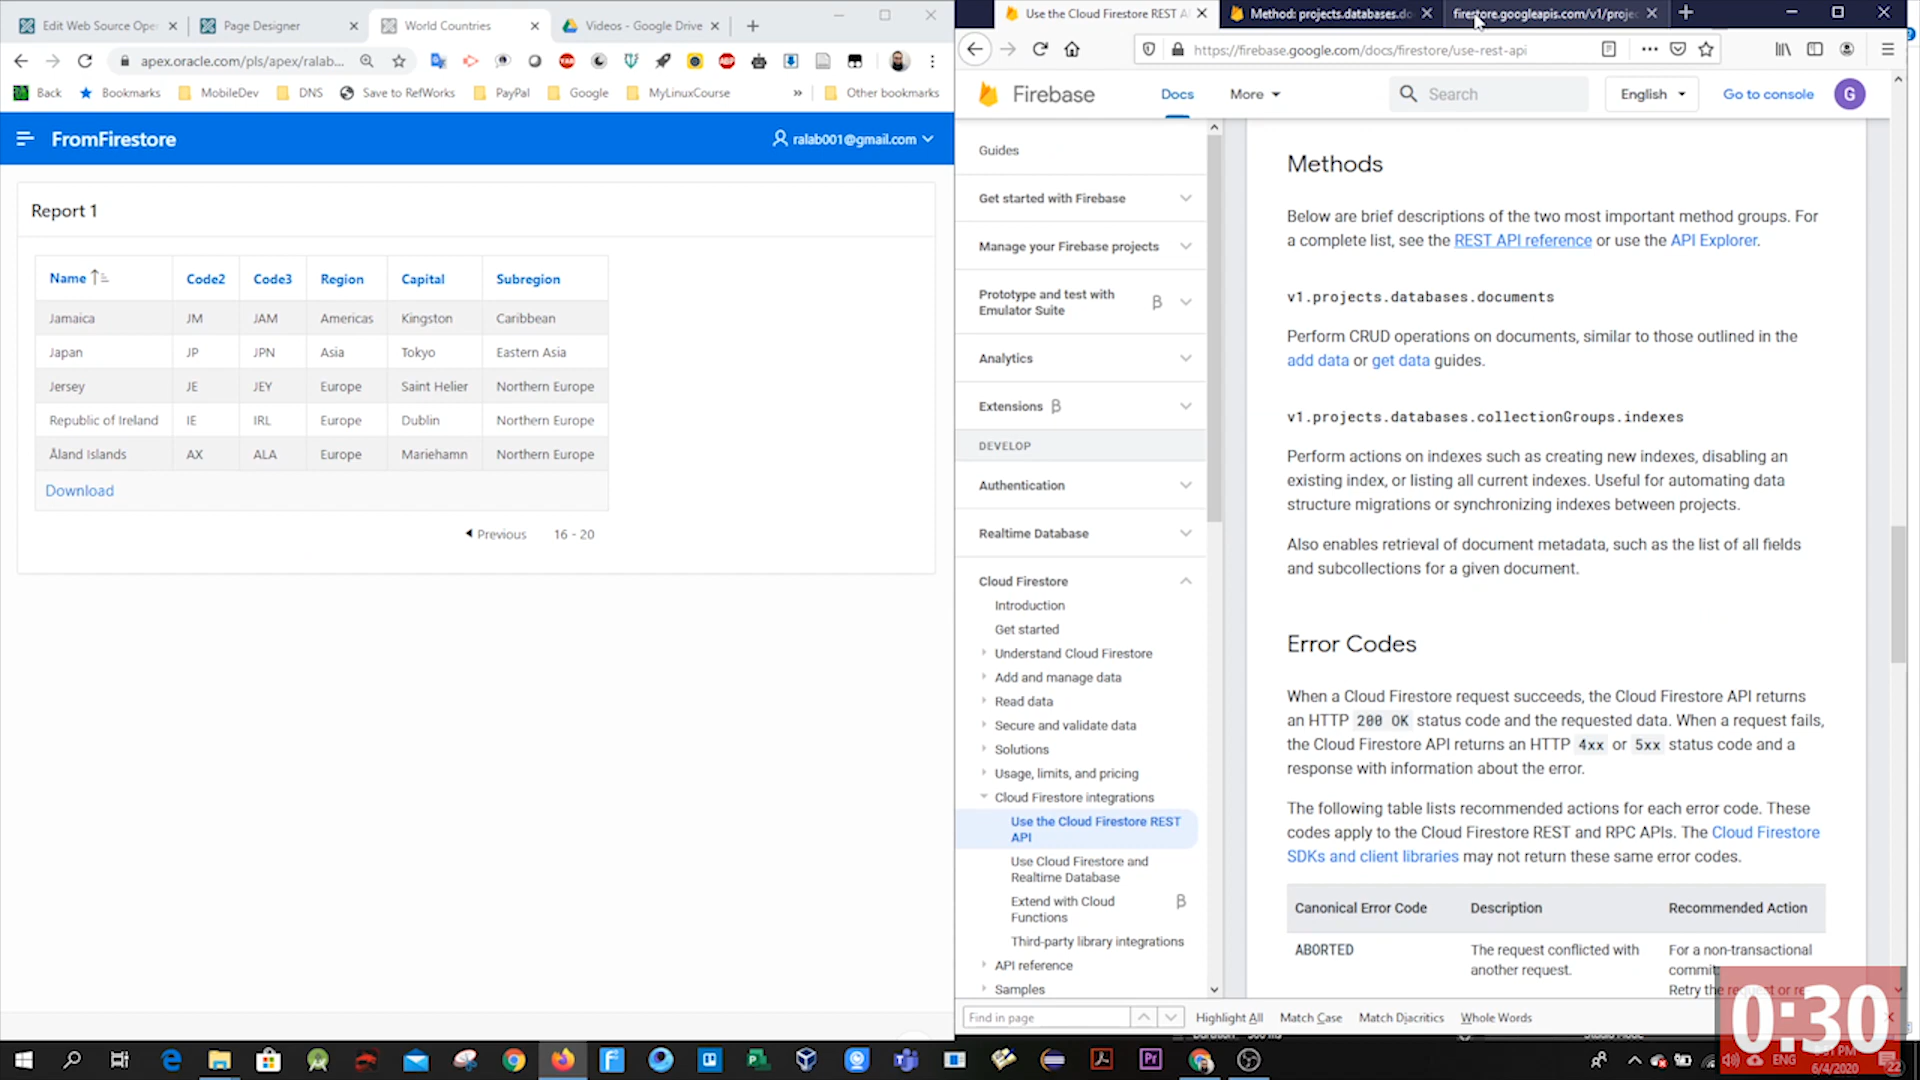 Edit Web Source Oper
Page Designer
World Countries
Videos - Google Drive
apex.oracle.com/pls/apex/ralab...
Back
Bookmarks
MobileDev
DNS
Save to RefWorks
PayPal
Google
MyLinuxCourse
»
Other bookmarks
FromFirestore
ralab001@gmail.com
Report 1
Name Code2 Code3 Region Capital Subregion
Jamaica JM JAM Americas Kingston Caribbean
Japan JP JPN Asia Tokyo Eastern Asia
Jersey JE JEY Europe Saint Helier Northern Europe
Republic of Ireland IE IRL Europe Dublin Northern Europe
Åland Islands AX ALA Europe Mariehamn Northern Europe
Download
Previous 16 - 20
Use the Cloud Firestore REST A
Method: projects.databases.do
firestore.googleapis.com/v1/proje
https://firebase.google.com/docs/firestore/use-rest-api
Firebase
Docs
More
Search
English
Go to console
G
Guides
Get started with Firebase
Manage your Firebase projects
Prototype and test with
Emulator Suite β
Analytics
Extensions β
DEVELOP
Authentication
Realtime Database
Cloud Firestore
Introduction
Get started
Understand Cloud Firestore
Add and manage data
Read data
Secure and validate data
Solutions
Usage, limits, and pricing
Cloud Firestore integrations
Use the Cloud Firestore REST
API
Use Cloud Firestore and
Realtime Database
Extend with Cloud
Functions β
Third-party library integrations
API reference
Samples
Methods
Below are brief descriptions of the two most important method groups. For
a complete list, see the REST API reference or use the API Explorer.
v1.projects.databases.documents
Perform CRUD operations on documents, similar to those outlined in the
add data or get data guides.
v1.projects.databases.collectionGroups.indexes
Perform actions on indexes such as creating new indexes, disabling an
existing index, or listing all current indexes. Useful for automating data
structure migrations or synchronizing indexes between projects.
Also enables retrieval of document metadata, such as the list of all fields
and subcollections for a given document.
Error Codes
When a Cloud Firestore request succeeds, the Cloud Firestore API returns
an HTTP 200 OK status code and the requested data. When a request fails,
the Cloud Firestore API returns an HTTP 4xx or 5xx status code and a
response with information about the error.
The following table lists recommended actions for each error code. These
codes apply to the Cloud Firestore REST and RPC APIs. The Cloud Firestore
SDKs and client libraries may not return these same error codes.
Canonical Error Code Description Recommended Action
ABORTED
The request conflicted with
another request.
For a non-transactional
commit
Retry the request or re
Find in page
Highlight All
Match Case
Match Diacritics
Whole Words
0:30
ENG
6/4/2020
22